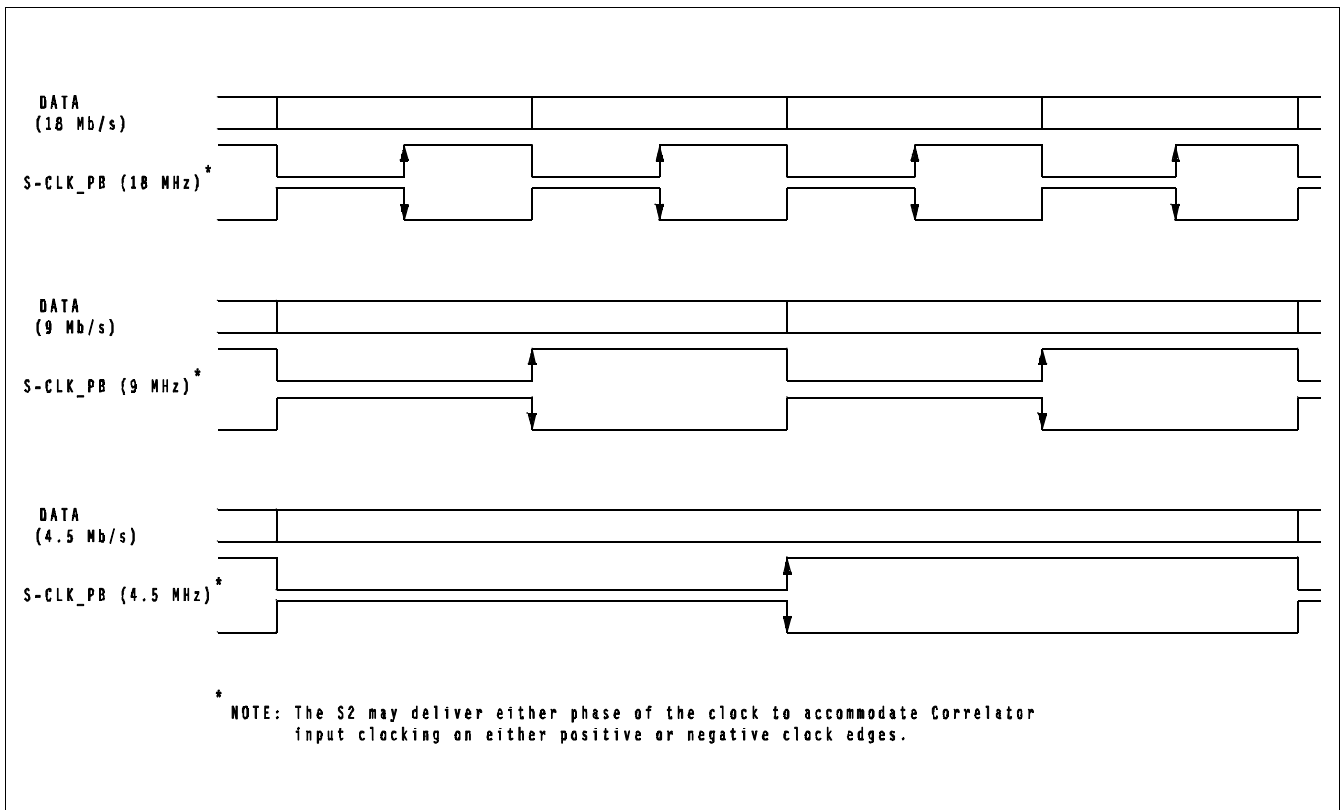 DATA
(18 Mb/s)
S-CLK_PB (18 MHz)*
DATA
(9 Mb/s)
S-CLK_PB (9 MHz)*
DATA
(4.5 Mb/s)
S-CLK_PB (4.5 MHz)*
* NOTE: The S2 may deliver either phase of the clock to accommodate Correlator
input clocking on either positive or negative clock edges.